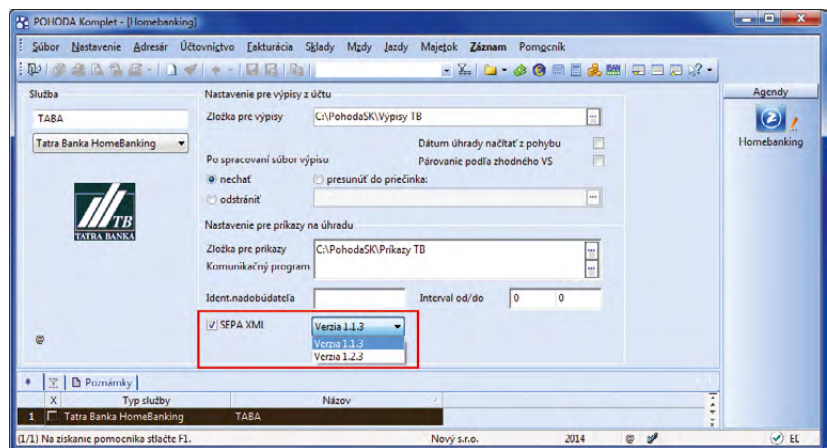 POHODA Komplet - [Homebanking]
Súbor Nastavenie Adresár Účtovníctvo Fakturácia Sklady Mzdy Jazdy Majetok Záznam Pomocník
Služba
Nastavenie pre výpisy z účtu
Agendy
TABA
Zložka pre výpisy C:\PohodaSK\Výpisy TB
Tatra Banka HomeBanking
Dátum úhrady načítať z pohybu
Homebanking
Po spracovaní súbor výpisu
Párovanie podľa zhodného VS
nechať presunúť do priečinka:
odstrániť
TB
TATRA BANKA
Nastavenie pre príkazy na úhradu
Zložka pre príkazy C:\PohodaSK\Príkazy TB
Komunikačný program
Ident.nadobúdateľa Interval od/do 0 0
SEPA XML Verzia 1.1.3
Verzia 1.1.3
Verzia 1.2.3
@
* Poznámky
X Typ služby Názov
1 Tatra Banka HomeBanking TABA
(1/1) Na získanie pomocníka stlačte F1. Nový s.r.o. 2014 @